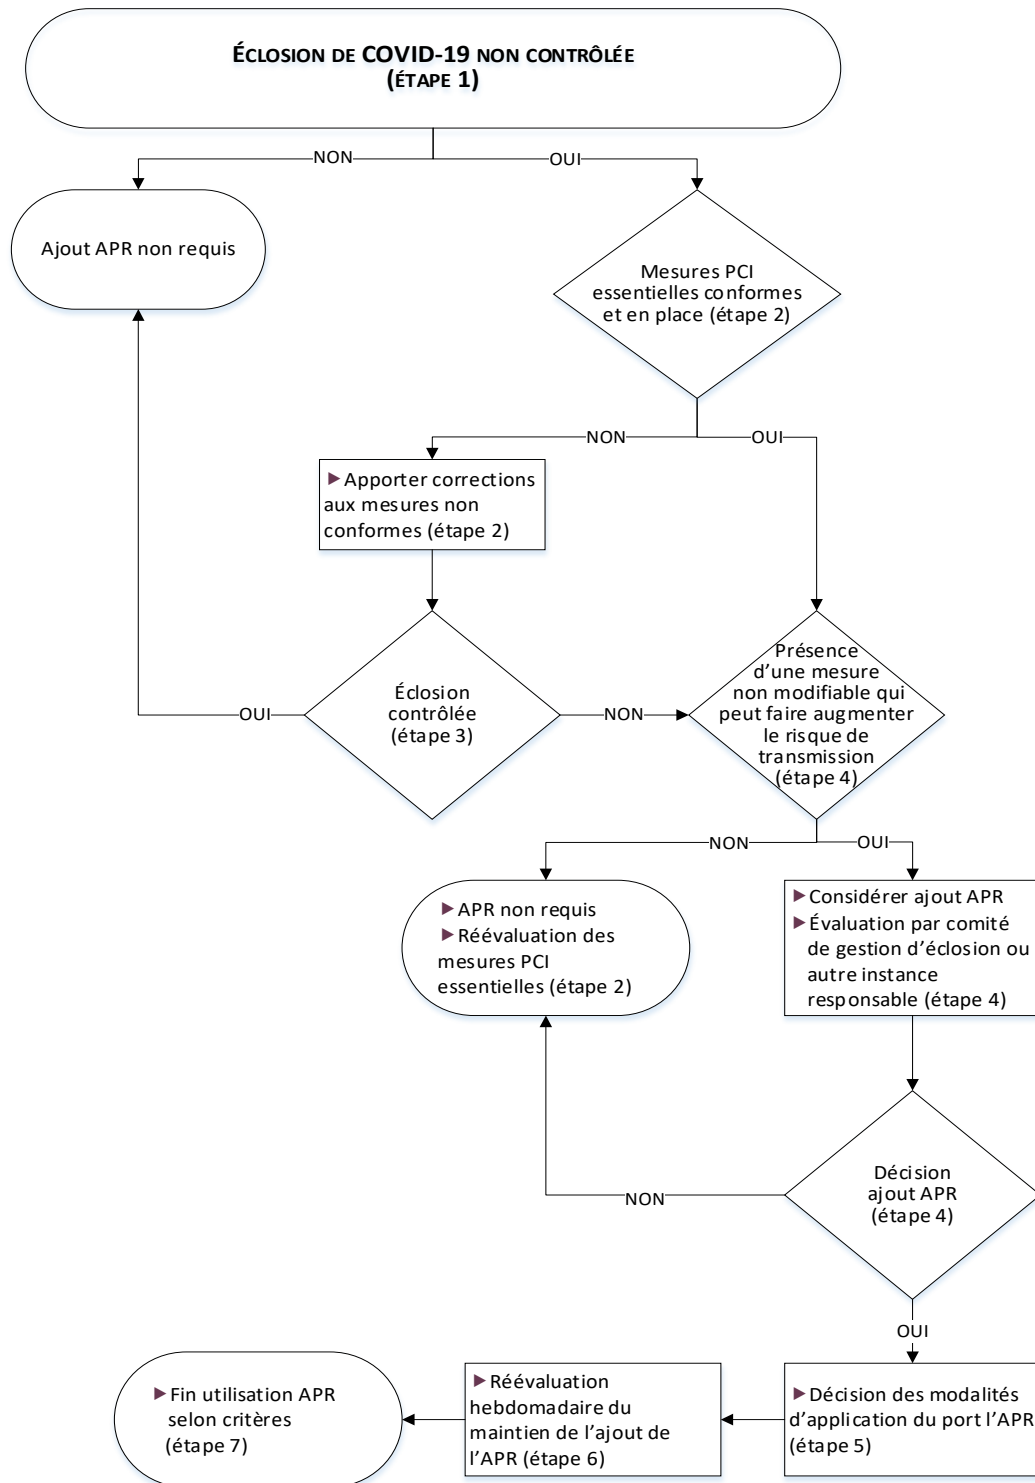 ÉCLOSION DE COVID-19 NON CONTRÔLÉE
(ÉTAPE 1)
NON
OUI
Ajout APR non requis
Mesures PCI
essentielles conformes
et en place (étape 2)
NON
OUI
►Apporter corrections
aux mesures non
conformes (étape 2)
Éclosion
contrôlée
(étape 3)
OUI
NON
Présence
d’une mesure
non modifiable qui
peut faire augmenter
le risque de
transmission
(étape 4)
NON
OUI
►APR non requis
►Réévaluation des
mesures PCI
essentielles (étape 2)
►Considérer ajout APR
►Évaluation par comité
de gestion d’éclosion ou
autre instance
responsable (étape 4)
Décision
ajout APR
(étape 4)
NON
OUI
►Fin utilisation APR
selon critères
(étape 7)
►Réévaluation
hebdomadaire du
maintien de l’ajout de
l’APR (étape 6)
►Décision des modalités
d’application du port l’APR
(étape 5)